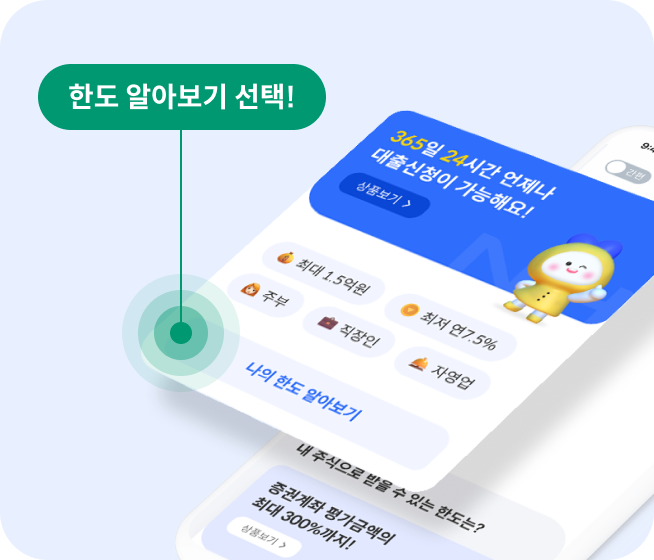 한도 알아보기 선택!
9:4
간편
365일 24시간 언제나
대출신청이 가능해요!
상품보기 >
최대 1.5억원
최저 연7.5%
주부
직장인
자영업
나의 한도 알아보기
내 주식으로 받을 수 있는 한도는?
증권계좌 평가금액의
최대 300%까지!
상품보기 >